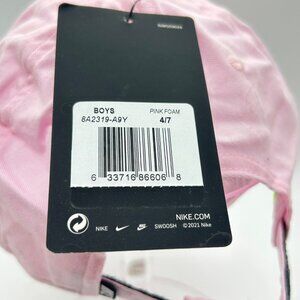 BOYS PINK FOAM
8A2319-A9Y 4/7
6 33716 86606 8
NIKE.COM
NIKE SWOOSH ©2021 Nike